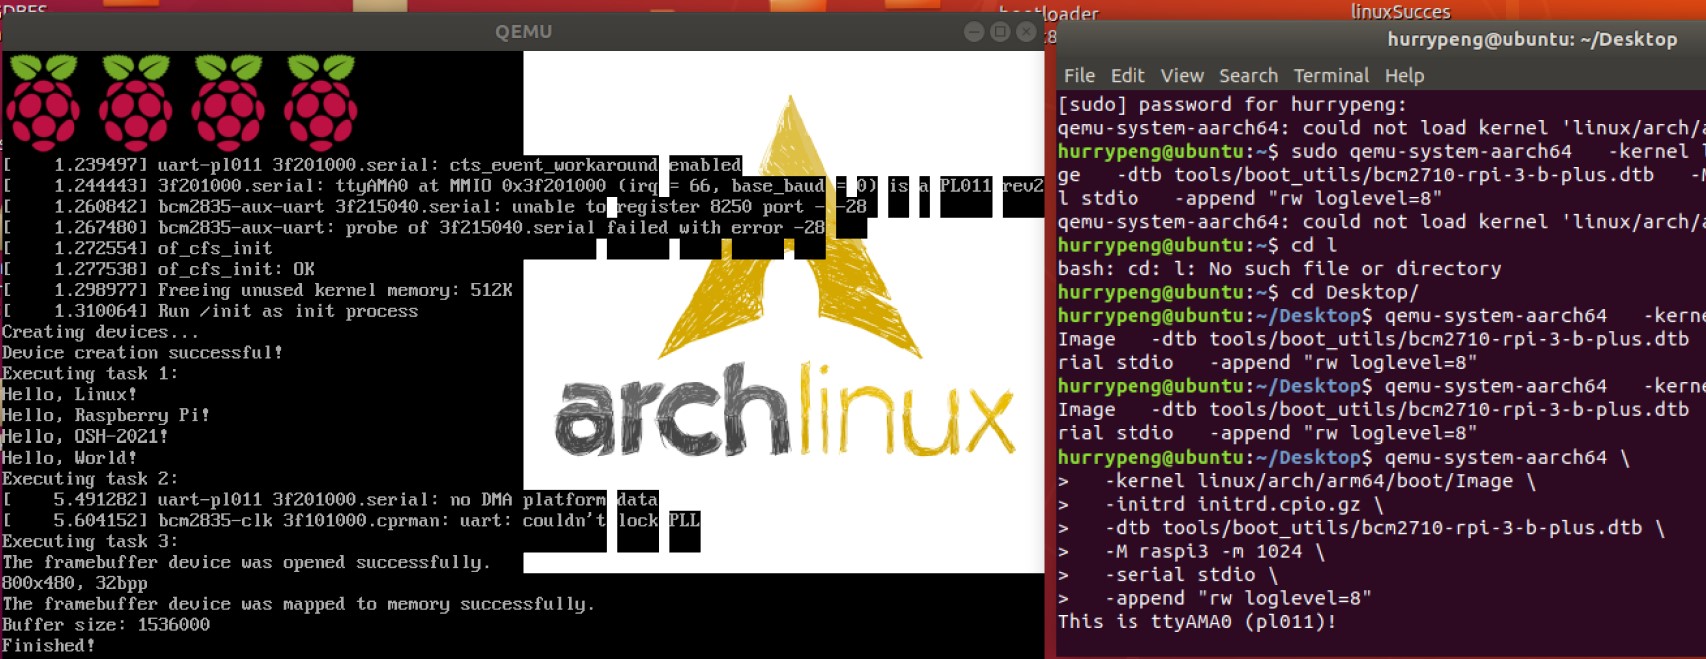 QEMU
[    1.239497] uart-pl011 3f201000.serial: cts_event_workaround enabled
[    1.244443] 3f201000.serial: ttyAMA0 at MMIO 0x3f201000 (irq = 66, base_baud = 0) is a PL011 rev2
[    1.260842] bcm2835-aux-uart 3f215040.serial: unable to register 8250 port - -28
[    1.267480] bcm2835-aux-uart: probe of 3f215040.serial failed with error -28
[    1.272554] of_cfs_init
[    1.277538] of_cfs_init: OK
[    1.298977] Freeing unused kernel memory: 512K
[    1.310064] Run /init as init process
Creating devices...
Device creation successful!
Executing task 1:
Hello, Linux!
Hello, Raspberry Pi!
Hello, OSH-2021!
Hello, World!
Executing task 2:
[    5.491282] uart-pl011 3f201000.serial: no DMA platform data
[    5.604152] bcm2835-clk 3f101000.cprman: uart: couldn't lock PLL
Executing task 3:
The framebuffer device was opened successfully.
800x480, 32bpp
The framebuffer device was mapped to memory successfully.
Buffer size: 1536000
Finished!
archlinux
linuxSucces
hurrypeng@ubuntu: ~/Desktop
File Edit View Search Terminal Help
[sudo] password for hurrypeng:
qemu-system-aarch64: could not load kernel 'linux/arch/a
hurrypeng@ubuntu:~$ sudo qemu-system-aarch64   -kernel l
ge   -dtb tools/boot_utils/bcm2710-rpi-3-b-plus.dtb   -M
l stdio   -append "rw loglevel=8"
qemu-system-aarch64: could not load kernel 'linux/arch/a
hurrypeng@ubuntu:~$ cd l
bash: cd: l: No such file or directory
hurrypeng@ubuntu:~$ cd Desktop/
hurrypeng@ubuntu:~/Desktop$ qemu-system-aarch64   -kerne
Image   -dtb tools/boot_utils/bcm2710-rpi-3-b-plus.dtb
rial stdio   -append "rw loglevel=8"
hurrypeng@ubuntu:~/Desktop$ qemu-system-aarch64   -kerne
Image   -dtb tools/boot_utils/bcm2710-rpi-3-b-plus.dtb
rial stdio   -append "rw loglevel=8"
hurrypeng@ubuntu:~/Desktop$ qemu-system-aarch64 \
>   -kernel linux/arch/arm64/boot/Image \
>   -initrd initrd.cpio.gz \
>   -dtb tools/boot_utils/bcm2710-rpi-3-b-plus.dtb \
>   -M raspi3 -m 1024 \
>   -serial stdio \
>   -append "rw loglevel=8"
This is ttyAMA0 (pl011)!